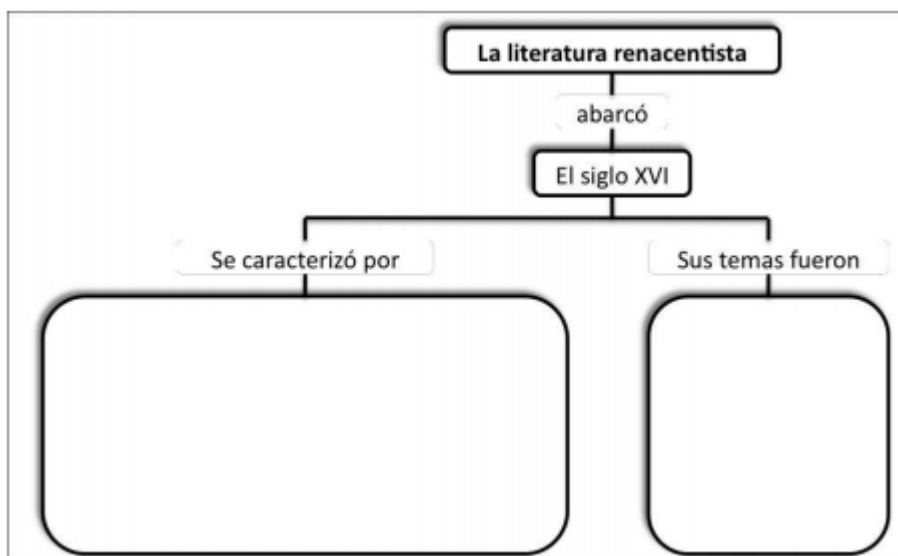 La literatura renacentista
abarcó
El siglo XVI
Se caracterizó por
Sus temas fueron